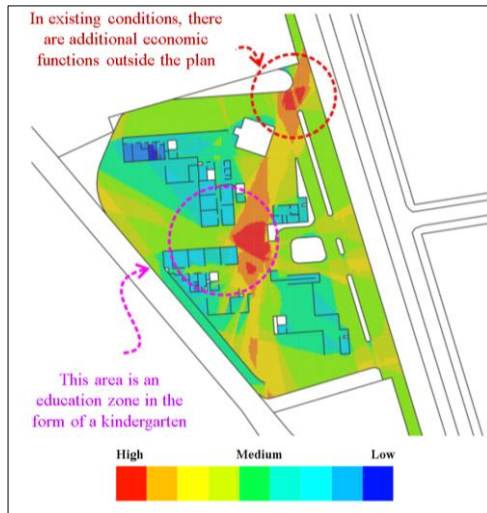 In existing conditions, there
are additional economic
functions outside the plan
This area is an
education zone in the
form of a kindergarten
High Medium Low